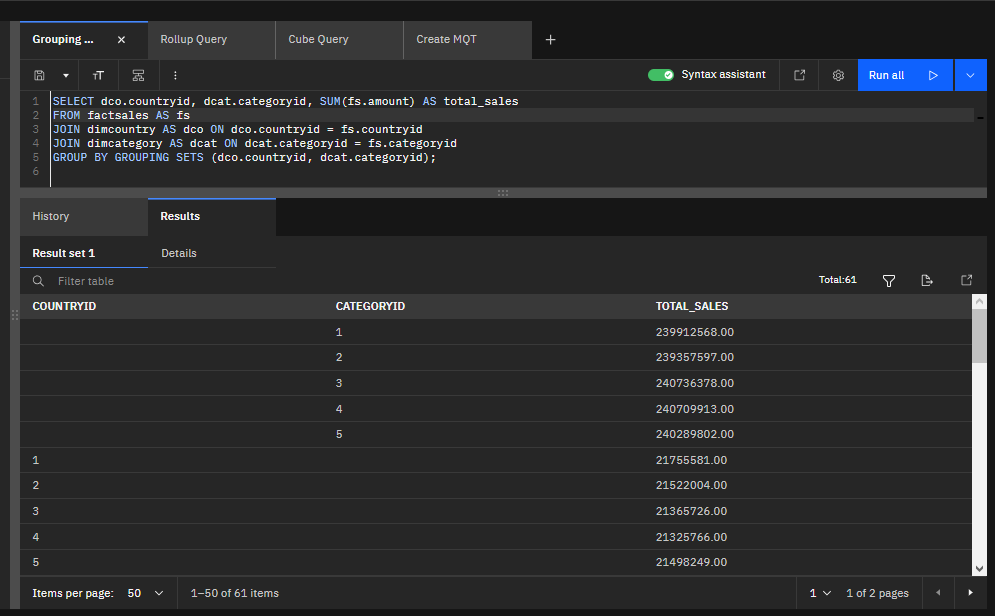 Grouping ...
Rollup Query
Cube Query
Create MQT
Syntax assistant
Run all
1 SELECT dco.countryid, dcat.categoryid, SUM(fs.amount) AS total_sales
2 FROM factsales AS fs
3 JOIN dimcountry AS dco ON dco.countryid = fs.countryid
4 JOIN dimcategory AS dcat ON dcat.categoryid = fs.categoryid
5 GROUP BY GROUPING SETS (dco.countryid, dcat.categoryid);
6
History
Results
Result set 1
Details
Filter table
Total:61
COUNTRYID CATEGORYID TOTAL_SALES
1 239912568.00
2 239357597.00
3 240736378.00
4 240709913.00
5 240289802.00
1 21755581.00
2 21522004.00
3 21365726.00
4 21325766.00
5 21498249.00
Items per page: 50
1–50 of 61 items
1
1 of 2 pages